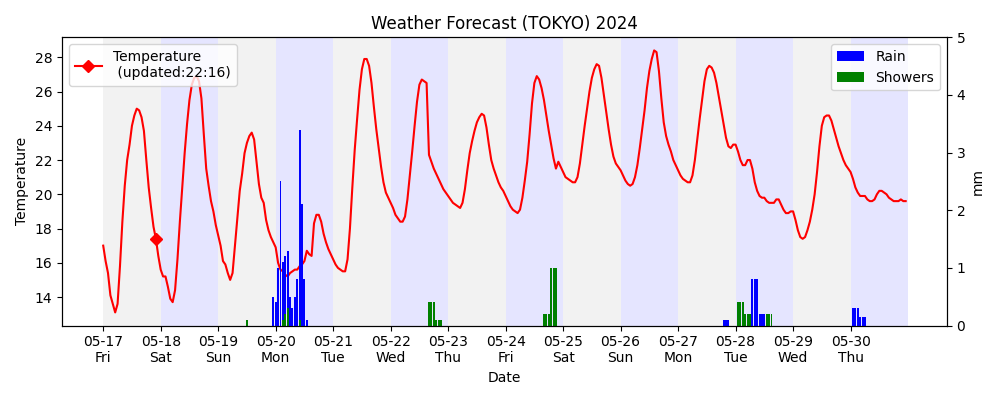 Weather Forecast (TOKYO) 2024
Temperature
(updated:22:16)
Rain
Showers
Temperature
28
26
24
22
20
18
16
14
5
4
3
2
1
0
mm
05-17 05-18 05-19 05-20 05-21 05-22 05-23 05-24 05-25 05-26 05-27 05-28 05-29 05-30
Fri Sat Sun Mon Tue Wed Thu Fri Sat Sun Mon Tue Wed Thu
Date